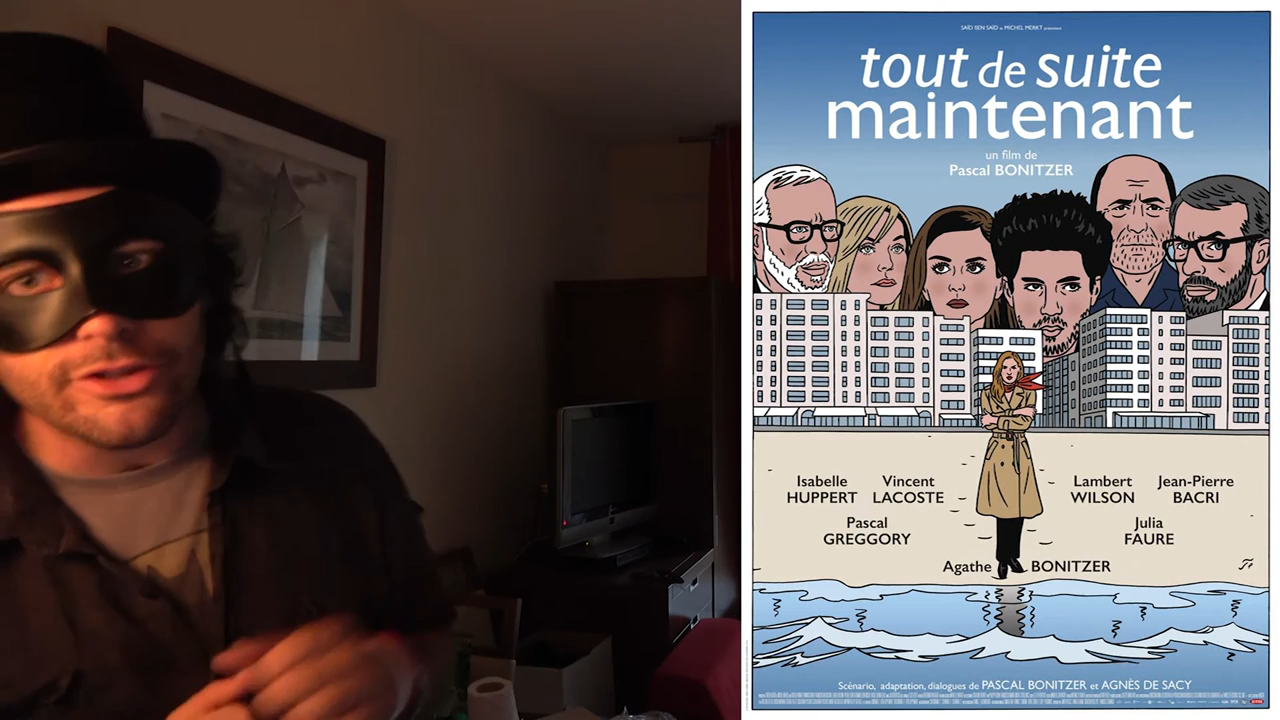 SAÏD BEN SAÏD et MICHEL MERKT présentent
tout de suite
maintenant
un film de
Pascal BONITZER
Isabelle HUPPERT
Vincent LACOSTE
Lambert WILSON
Jean-Pierre BACRI
Pascal GREGGORY
Julia FAURE
Agathe BONITZER
Scénario, adaptation, dialogues de PASCAL BONITZER et AGNÈS DE SACY